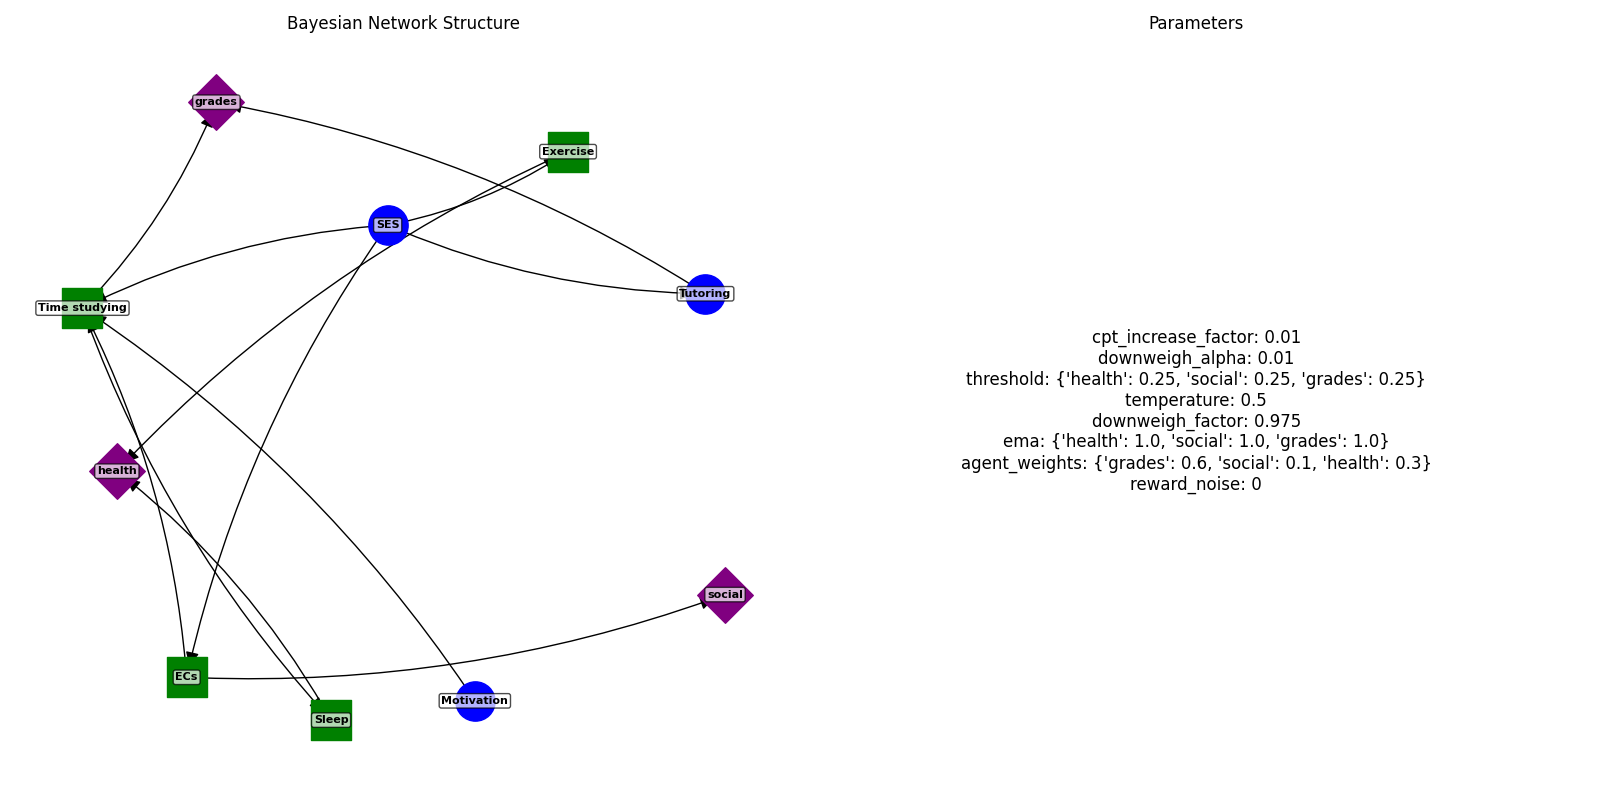 Bayesian Network Structure
Parameters
grades
Exercise
SES
Tutoring
Time studying
health
social
ECs
Motivation
Sleep
cpt_increase_factor: 0.01
downweigh_alpha: 0.01
threshold: {'health': 0.25, 'social': 0.25, 'grades': 0.25}
temperature: 0.5
downweigh_factor: 0.975
ema: {'health': 1.0, 'social': 1.0, 'grades': 1.0}
agent_weights: {'grades': 0.6, 'social': 0.1, 'health': 0.3}
reward_noise: 0